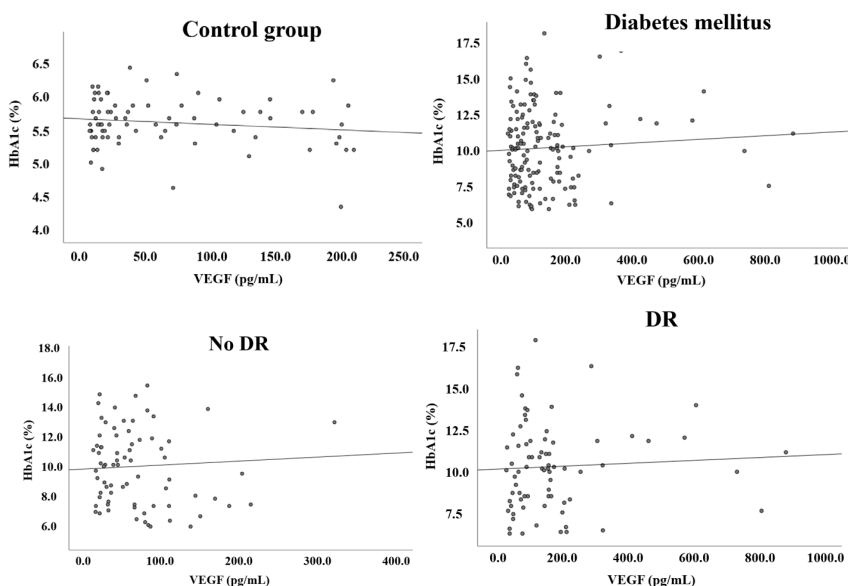 Control group
HbA1c (%)
6.5
6.0
5.5
5.0
4.5
4.0
0.0 50.0 100.0 150.0 200.0 250.0
VEGF (pg/mL)
Diabetes mellitus
HbA1c (%)
17.5
12.5
10.0
7.5
5.0
0.0 200.0 400.0 600.0 800.0 1000.0
VEGF (pg/mL)
No DR
HbA1c (%)
18.0
16.0
14.0
12.0
10.0
8.0
6.0
0.0 100.0 200.0 300.0 400.0
VEGF (pg/mL)
DR
HbA1c (%)
17.5
15.0
12.5
10.0
7.5
0.0 200.0 400.0 600.0 800.0 1000.0
VEGF (pg/mL)